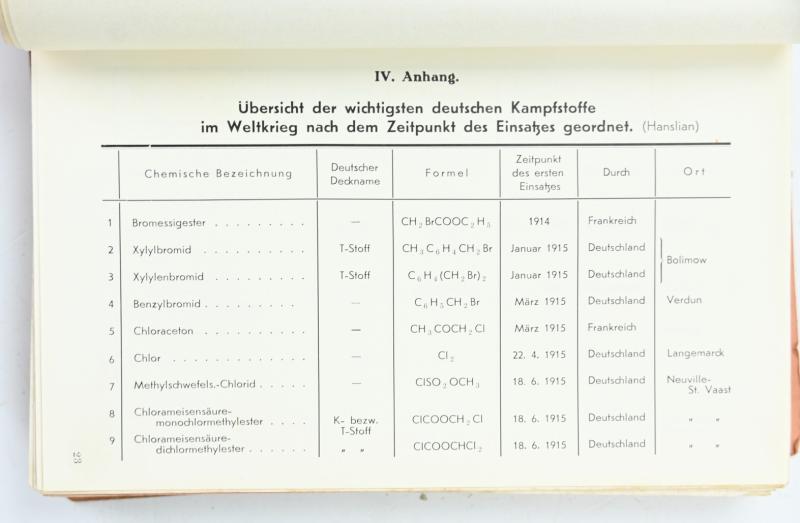 IV. Anhang.
Übersicht der wichtigsten deutschen Kampfstoffe
im Weltkrieg nach dem Zeitpunkt des Einsatzes geordnet. (Hanslian)
Chemische Bezeichnung | Deutscher Deckname | Formel | Zeitpunkt des ersten Einsatzes | Durch | Ort
1 Bromessigester . . . . . . . . . — CH₂BrCOOC₂H₅ 1914 Frankreich
2 Xylylbromid . . . . . . . . . . T-Stoff CH₃C₆H₄CH₂Br Januar 1915 Deutschland
Bolimow
3 Xylylenbromid . . . . . . . . . T-Stoff C₆H₄(CH₂Br)₂ Januar 1915 Deutschland
4 Benzylbromid . . . . . . . . . — C₆H₅CH₂Br März 1915 Deutschland Verdun
5 Chloraceton . . . . . . . . . . — CH₃COCH₂Cl März 1915 Frankreich
6 Chlor . . . . . . . . . . . . . — Cl₂ 22. 4. 1915 Deutschland Langemarck
7 Methylschwefels.-Chlorid . . . . . — ClSO₂OCH₃ 18. 6. 1915 Deutschland Neuville-
St. Vaast
8 Chlorameisensäure-
monochlormethylester . . . . K- bezw. ClCOOCH₂Cl 18. 6. 1915 Deutschland „ „
T-Stoff
9 Chlorameisensäure-
dichlormethylester . . . . . . „ „ ClCOOCHCl₂ 18. 6. 1915 Deutschland „ „